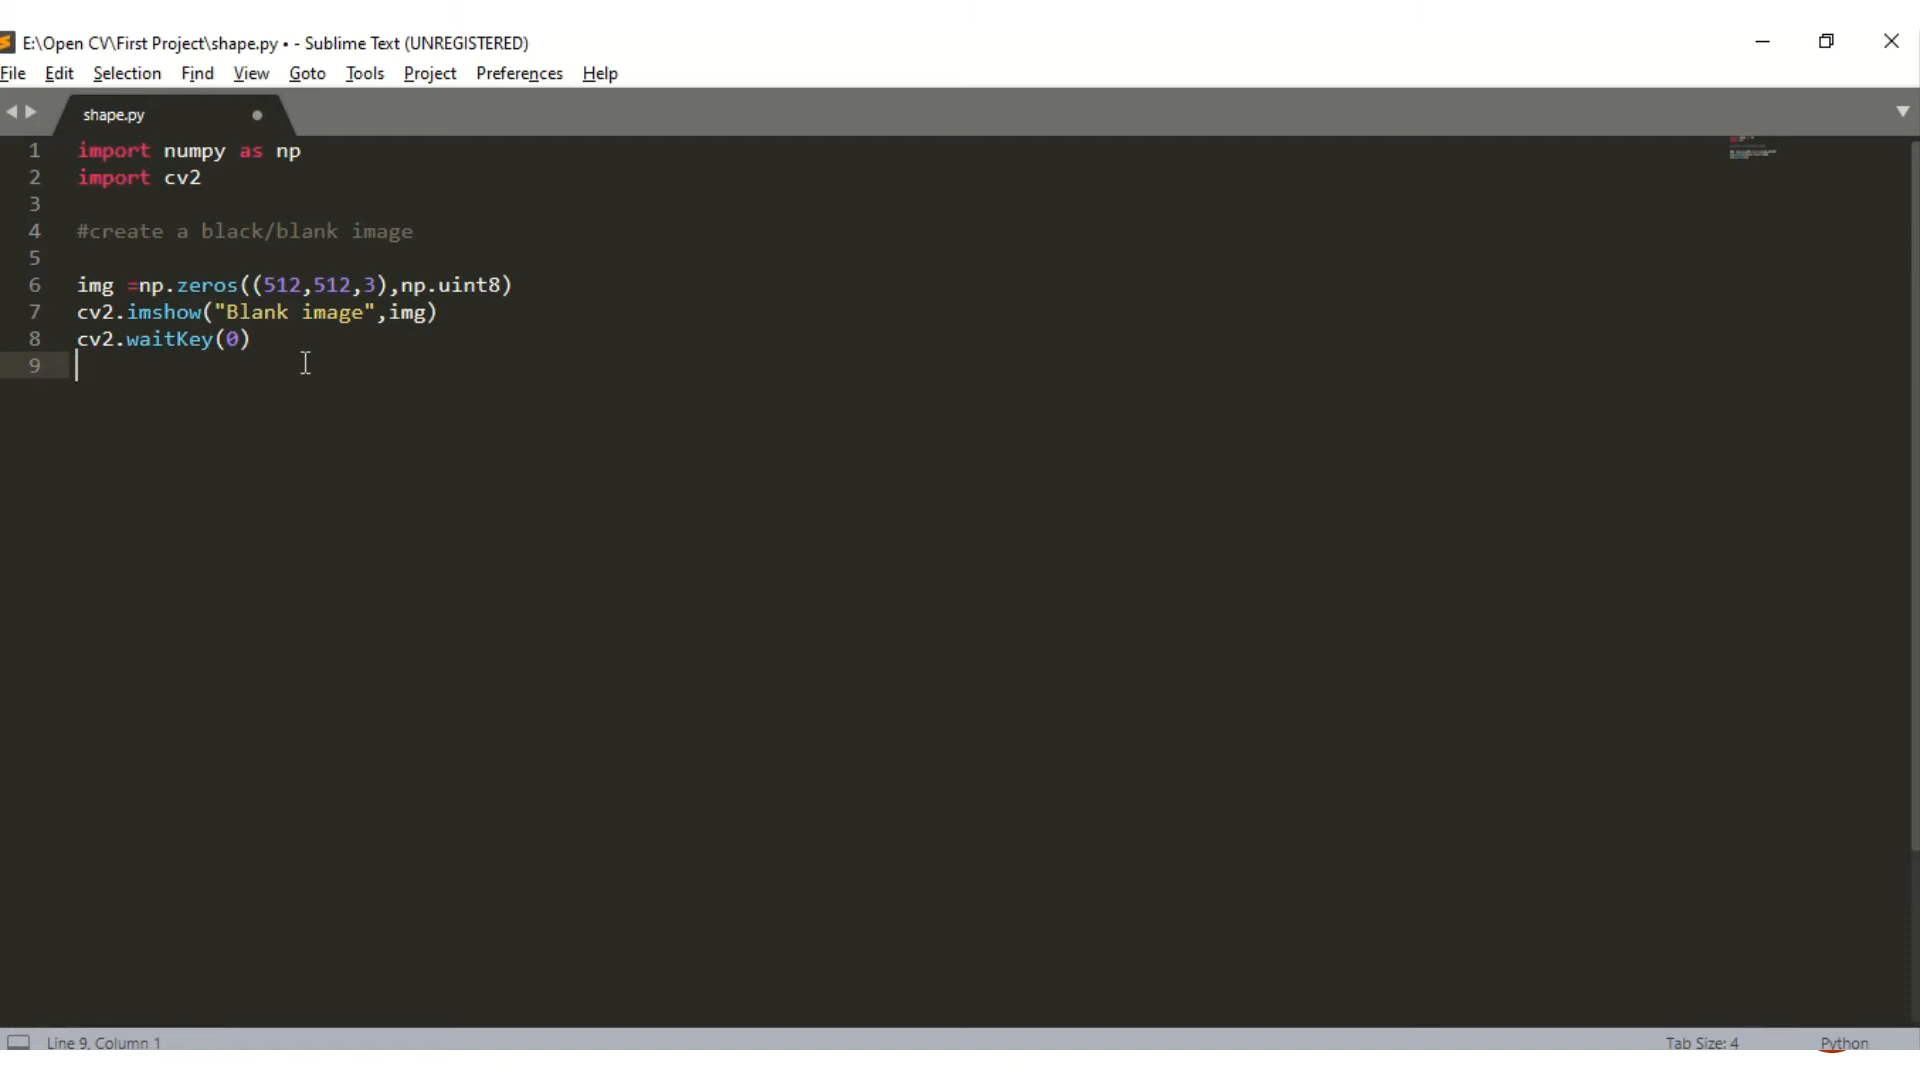 E:\Open CV\First Project\shape.py • - Sublime Text (UNREGISTERED)
File Edit Selection Find View Goto Tools Project Preferences Help
shape.py
1 import numpy as np
2 import cv2
3
4 #create a black/blank image
5
6 img =np.zeros((512,512,3),np.uint8)
7 cv2.imshow("Blank image",img)
8 cv2.waitKey(0)
9
Line 9, Column 1 Tab Size: 4 Python